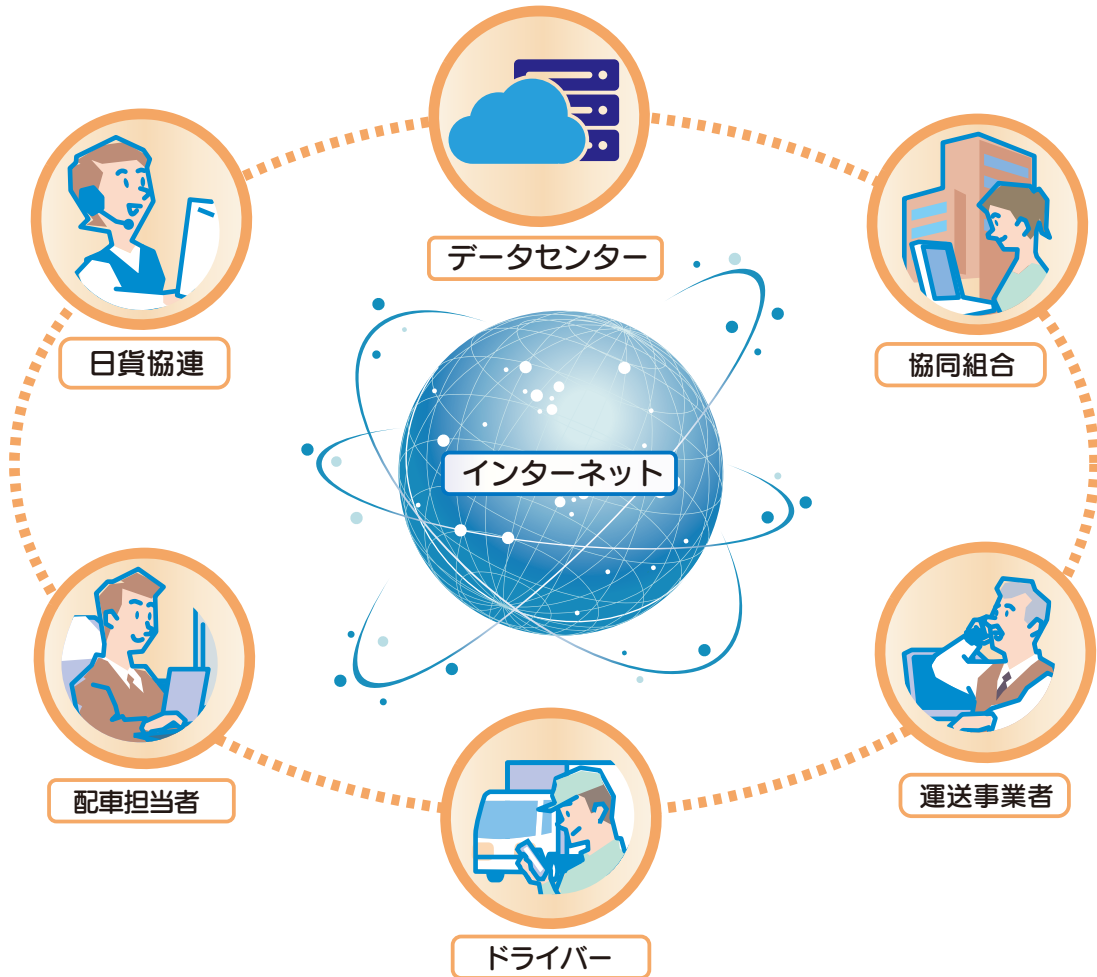 データセンター
日貨協連
協同組合
インターネット
配車担当者
運送事業者
ドライバー